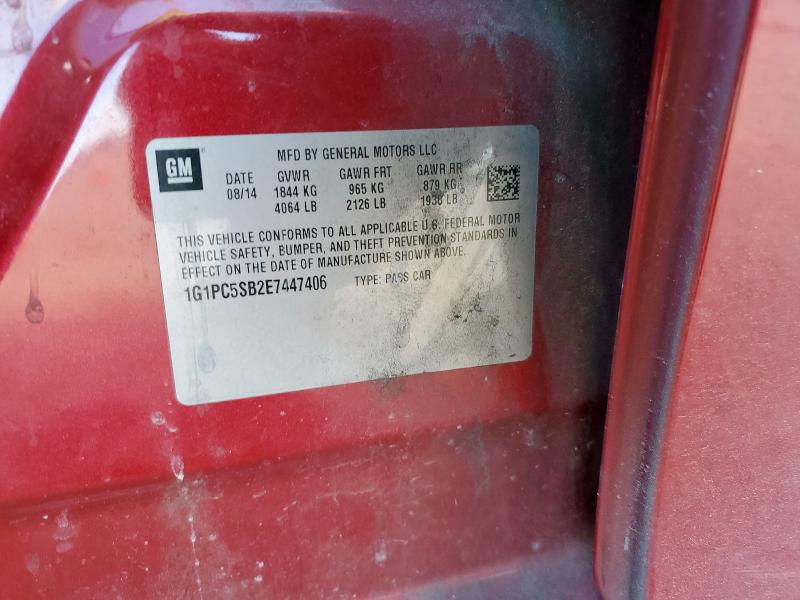 GM
MFD BY GENERAL MOTORS LLC
DATE GVWR GAWR FRT GAWR RR
08/14 1844 KG 965 KG 879 KG
4064 LB 2126 LB 1938 LB
THIS VEHICLE CONFORMS TO ALL APPLICABLE U.S. FEDERAL MOTOR
VEHICLE SAFETY, BUMPER, AND THEFT PREVENTION STANDARDS IN
EFFECT ON THE DATE OF MANUFACTURE SHOWN ABOVE.
1G1PC5SB2E7447406 TYPE: PASS CAR